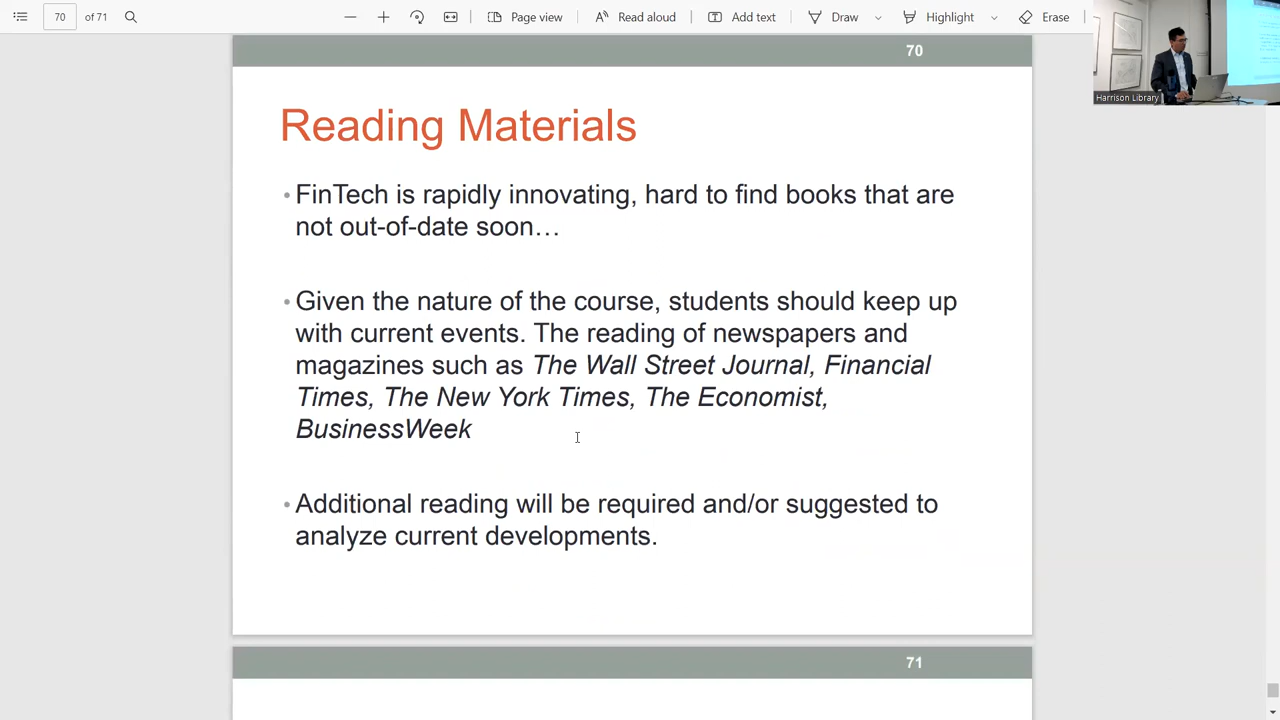 70 of 71
Page view
Read aloud
Add text
Draw
Highlight
Erase
Harrison Library
70
Reading Materials
• FinTech is rapidly innovating, hard to find books that are
not out-of-date soon…
• Given the nature of the course, students should keep up
with current events. The reading of newspapers and
magazines such as The Wall Street Journal, Financial
Times, The New York Times, The Economist,
BusinessWeek
• Additional reading will be required and/or suggested to
analyze current developments.
71